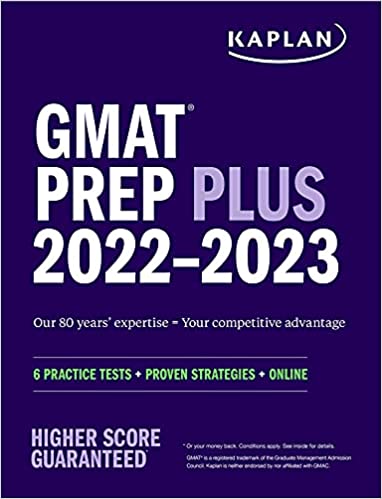 KAPLAN
GMAT®
PREP PLUS
2022–2023
Our 80 years' expertise = Your competitive advantage
6 PRACTICE TESTS + PROVEN STRATEGIES + ONLINE
HIGHER SCORE
GUARANTEED*
* Or your money back. Conditions apply. See inside for details.
GMAT® is a registered trademark of the Graduate Management Admission
Council. Kaplan is neither endorsed by nor affiliated with GMAC.